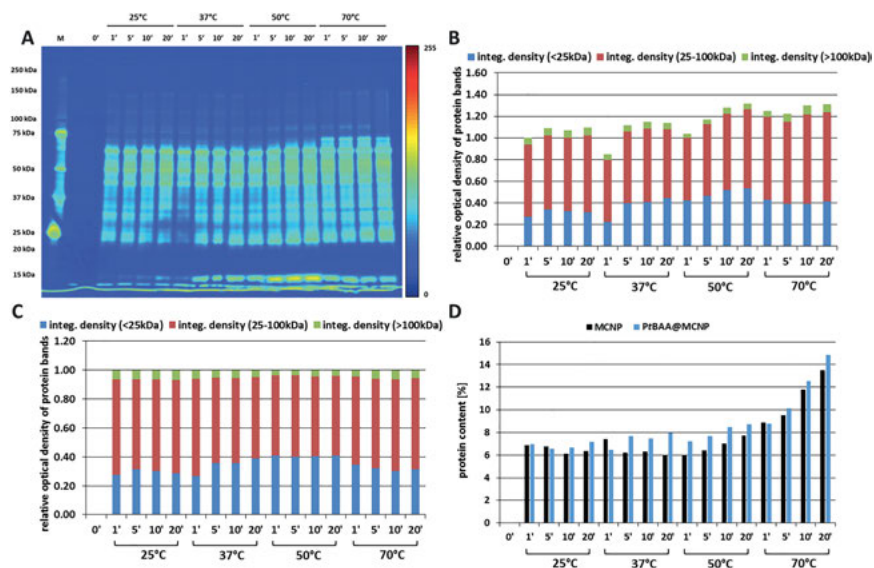 A
25°C 37°C 50°C 70°C
M 0' 1' 5' 10' 20' 1' 5' 10' 20' 1' 5' 10' 20' 1' 5' 10' 20'
250 kDa
150 kDa
100 kDa
75 kDa
50 kDa
37 kDa
25 kDa
20 kDa
15 kDa
255
0
B
integ. density (<25kDa) integ. density (25-100kDa) integ. density (>100kDa)
relative optical density of protein bands
1.60
1.40
1.20
1.00
0.80
0.60
0.40
0.20
0.00
0' 1' 5' 10' 20' 1' 5' 10' 20' 1' 5' 10' 20' 1' 5' 10' 20'
25°C 37°C 50°C 70°C
C
integ. density (<25kDa) integ. density (25-100kDa) integ. density (>100kDa)
relative optical density of protein bands
1.20
1.00
0.80
0.60
0.40
0.20
0.00
0' 1' 5' 10' 20' 1' 5' 10' 20' 1' 5' 10' 20' 1' 5' 10' 20'
25°C 37°C 50°C 70°C
D
MCNP PtBAA@MCNP
protein content [%]
16
14
12
10
8
6
4
2
0
0' 1' 5' 10' 20' 1' 5' 10' 20' 1' 5' 10' 20' 1' 5' 10' 20'
25°C 37°C 50°C 70°C